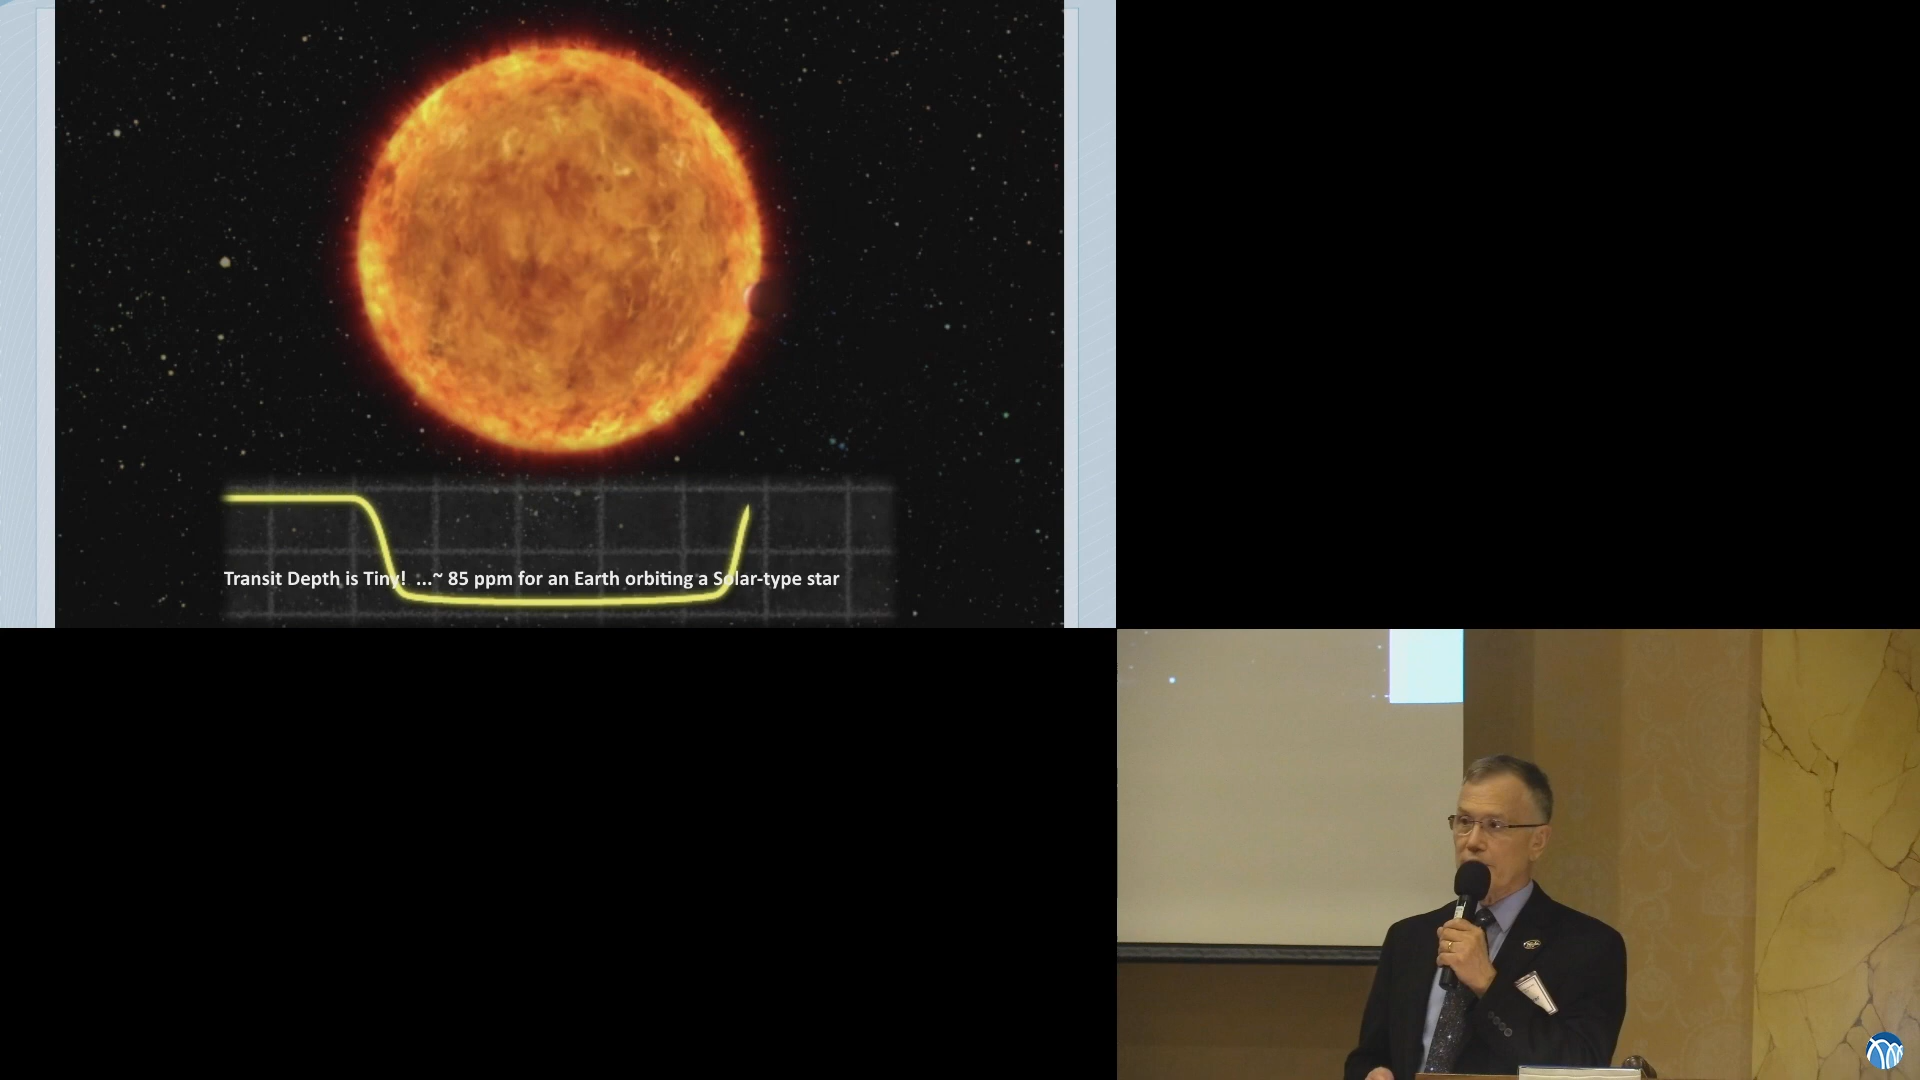 Transit Depth is Tiny! ...~ 85 ppm for an Earth orbiting a Solar-type star